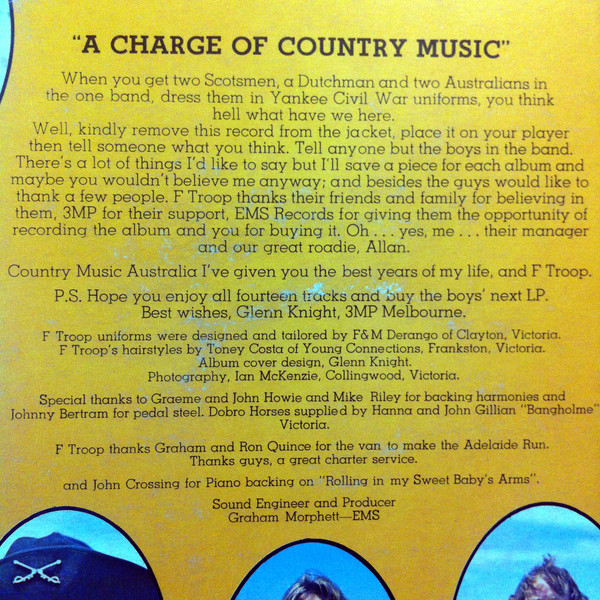 "A CHARGE OF COUNTRY MUSIC"
When you get two Scotsmen, a Dutchman and two Australians in
the one band, dress them in Yankee Civil War uniforms, you think
hell what have we here.
Well, kindly remove this record from the jacket, place it on your player
then tell someone what you think. Tell anyone but the boys in the band.
There's a lot of things I'd like to say but I'll save a piece for each album and
maybe you wouldn't believe me anyway; and besides the guys would like to
thank a few people. F Troop thanks their friends and family for believing in
them, 3MP for their support, EMS Records for giving them the opportunity of
recording the album and you for buying it. Oh . . . yes, me . . . their manager
and our great roadie, Allan.
Country Music Australia I've given you the best years of my life, and F Troop.
P.S. Hope you enjoy all fourteen tracks and buy the boys' next LP.
Best wishes, Glenn Knight, 3MP Melbourne.
F Troop uniforms were designed and tailored by F&M Derango of Clayton, Victoria.
F Troop's hairstyles by Toney Costa of Young Connections, Frankston, Victoria.
Album cover design, Glenn Knight.
Photography, Ian McKenzie, Collingwood, Victoria.
Special thanks to Graeme and John Howie and Mike Riley for backing harmonies and
Johnny Bertram for pedal steel. Dobro Horses supplied by Hanna and John Gillian "Bangholme"
Victoria.
F Troop thanks Graham and Ron Quince for the van to make the Adelaide Run.
Thanks guys, a great charter service.
and John Crossing for Piano backing on "Rolling in my Sweet Baby's Arms".
Sound Engineer and Producer
Graham Morphett—EMS